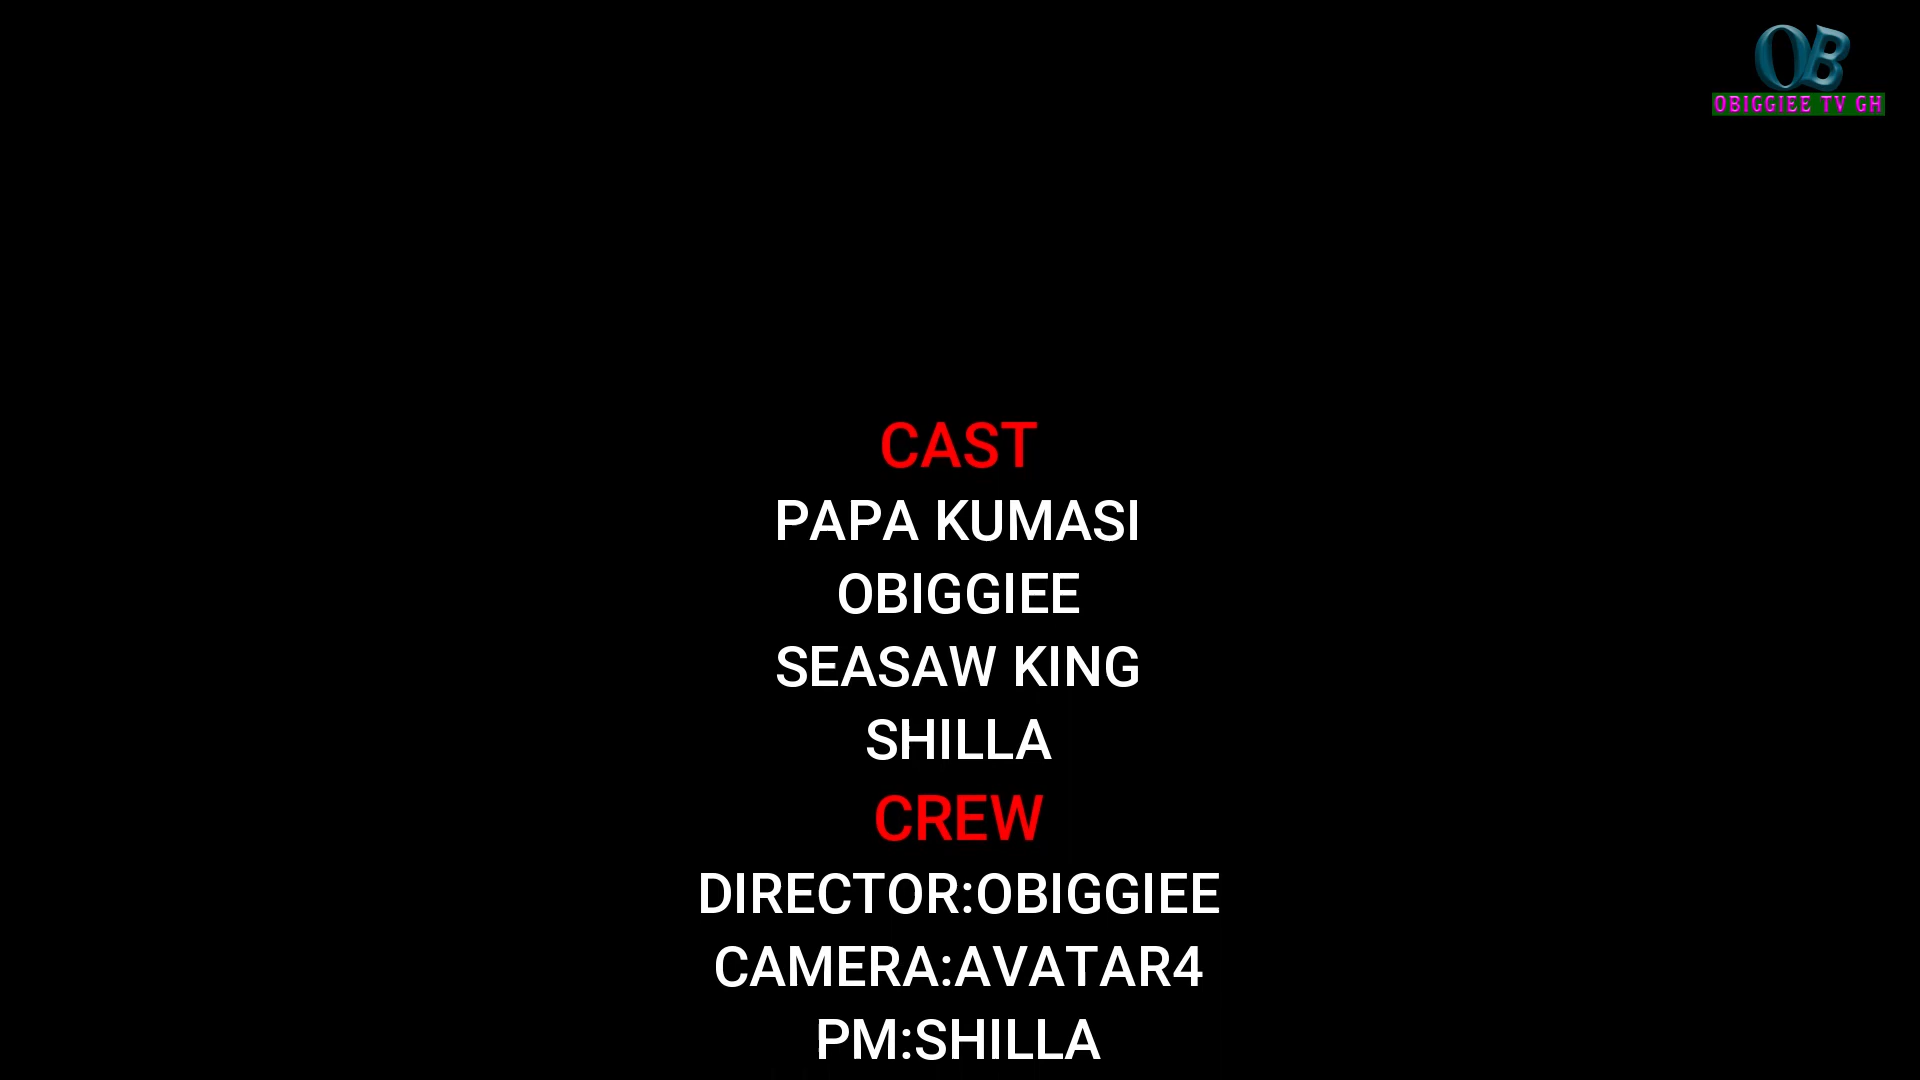 OB
OBIGGIEE TV GH
CAST
PAPA KUMASI
OBIGGIEE
SEASAW KING
SHILLA
CREW
DIRECTOR:OBIGGIEE
CAMERA:AVATAR4
PM:SHILLA